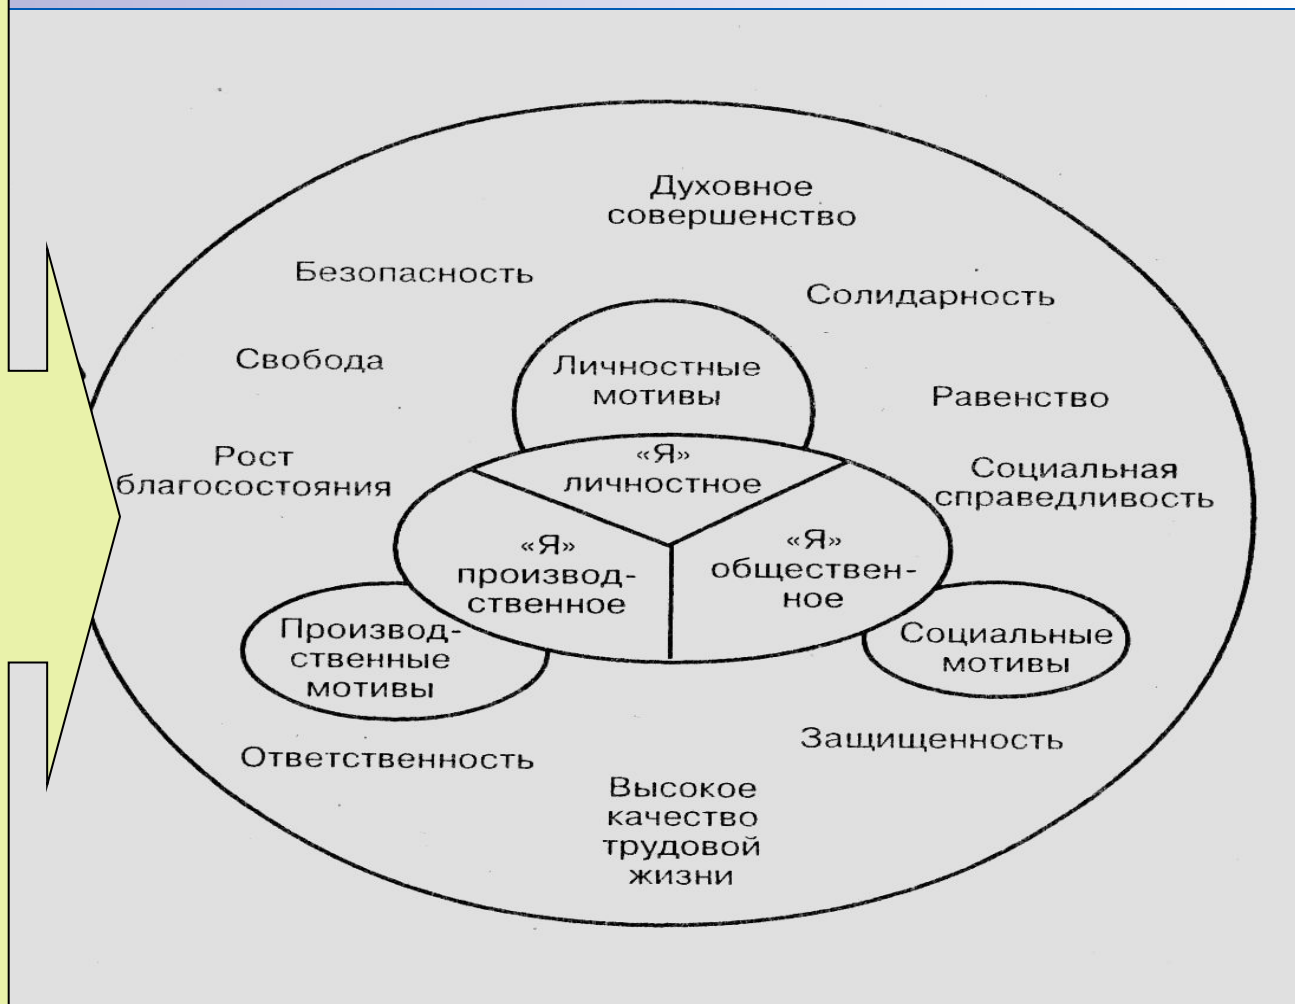 Духовное
совершенство
Безопасность
Солидарность
Свобода
Личностные
мотивы
Равенство
Рост
благосостояния
«Я»
личностное
Социальная
справедливость
«Я»
производ-
ственное
«Я»
обществен-
ное
Производ-
ственные
мотивы
Социальные
мотивы
Ответственность
Защищенность
Высокое
качество
трудовой
жизни